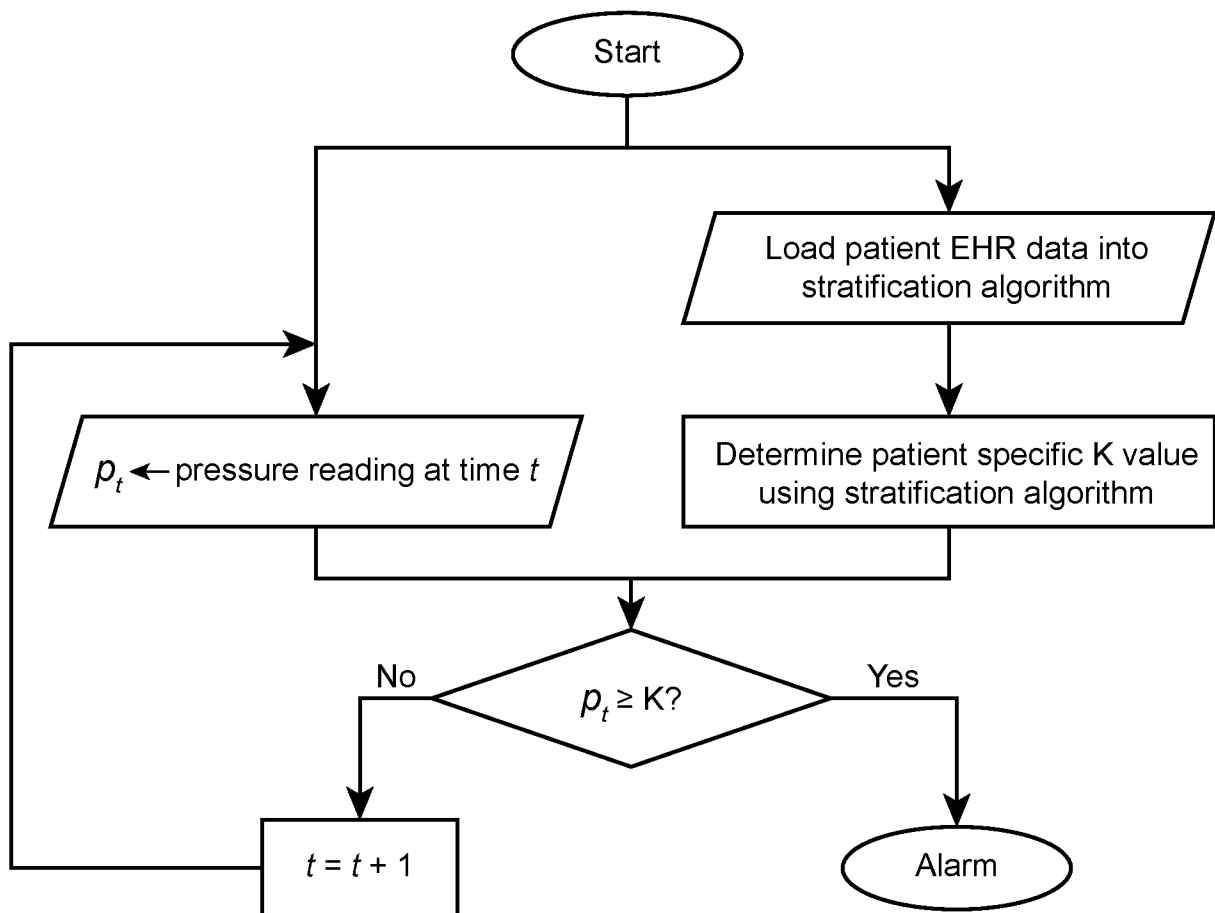 Start
Load patient EHR data into
stratification algorithm
pₜ ← pressure reading at time t
Determine patient specific K value
using stratification algorithm
pₜ ≥ K?
No
Yes
t = t + 1
Alarm